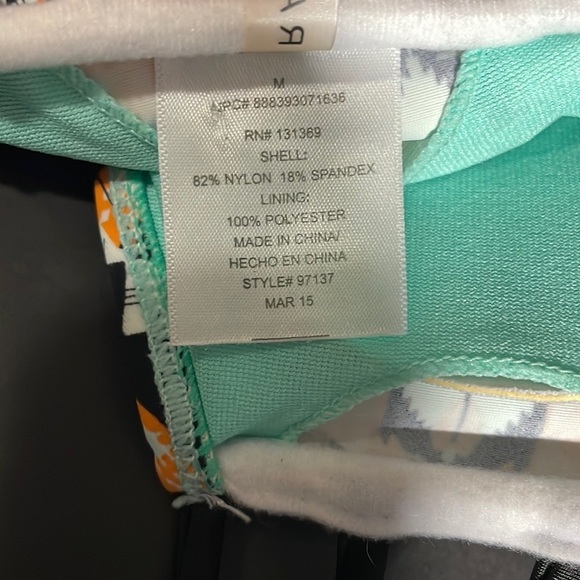 M
UPC# 888393071636
RN# 131369
SHELL:
82% NYLON 18% SPANDEX
LINING:
100% POLYESTER
MADE IN CHINA/
HECHO EN CHINA
STYLE# 97137
MAR 15